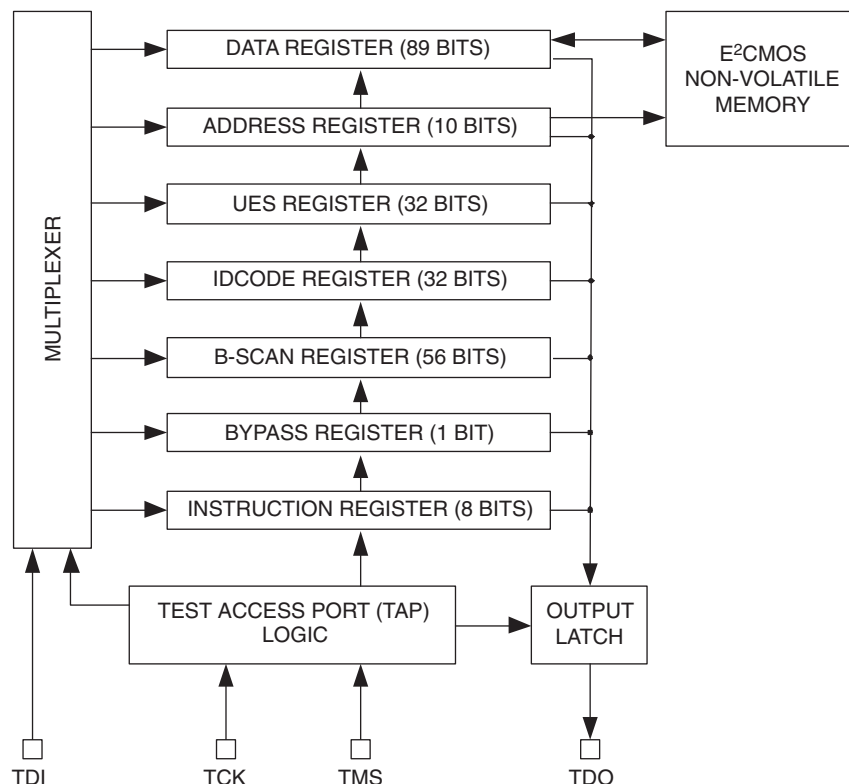 DATA REGISTER (89 BITS)
E²CMOS
NON-VOLATILE
MEMORY
ADDRESS REGISTER (10 BITS)
UES REGISTER (32 BITS)
MULTIPLEXER
IDCODE REGISTER (32 BITS)
B-SCAN REGISTER (56 BITS)
BYPASS REGISTER (1 BIT)
INSTRUCTION REGISTER (8 BITS)
TEST ACCESS PORT (TAP)
LOGIC
OUTPUT
LATCH
TDI
TCK
TMS
TDO